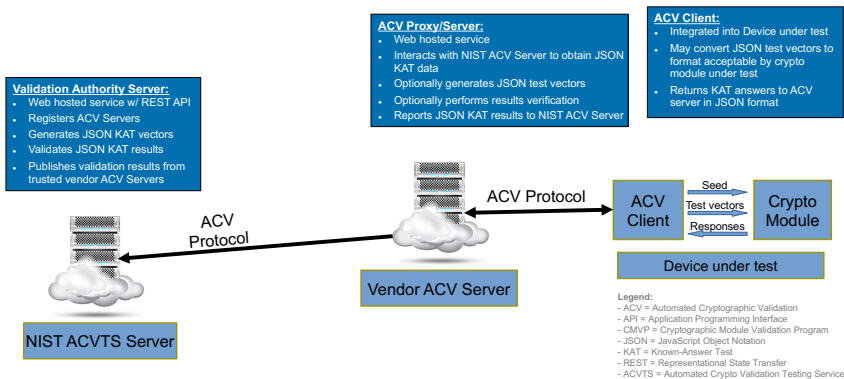 ACV Proxy/Server:
• Web hosted service
• Interacts with NIST ACV Server to obtain JSON
KAT data
• Optionally generates JSON test vectors
• Optionally performs results verification
• Reports JSON KAT results to NIST ACV Server
ACV Client:
• Integrated into Device under test
• May convert JSON test vectors to
format acceptable by crypto
module under test
• Returns KAT answers to ACV
server in JSON format
Validation Authority Server:
• Web hosted service w/ REST API
• Registers ACV Servers
• Generates JSON KAT vectors
• Validates JSON KAT results
• Publishes validation results from
trusted vendor ACV Servers
ACV
Protocol
ACV Protocol
ACV
Client
Seed
Test vectors
Responses
Crypto
Module
Device under test
Vendor ACV Server
NIST ACVTS Server
Legend:
- ACV = Automated Cryptographic Validation
- API = Application Programming Interface
- CMVP = Cryptographic Module Validation Program
- JSON = JavaScript Object Notation
- KAT = Known-Answer Test
- REST = Representational State Transfer
- ACVTS = Automated Crypto Validation Testing Service